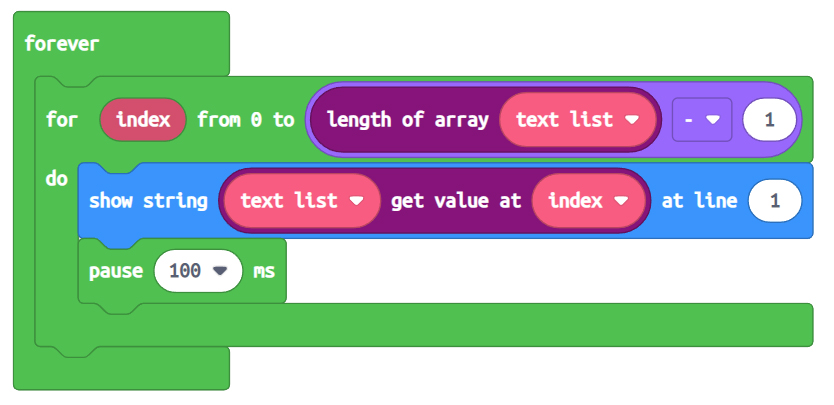 forever
for index from 0 to length of array text list - 1
do
show string text list get value at index at line 1
pause 100 ms